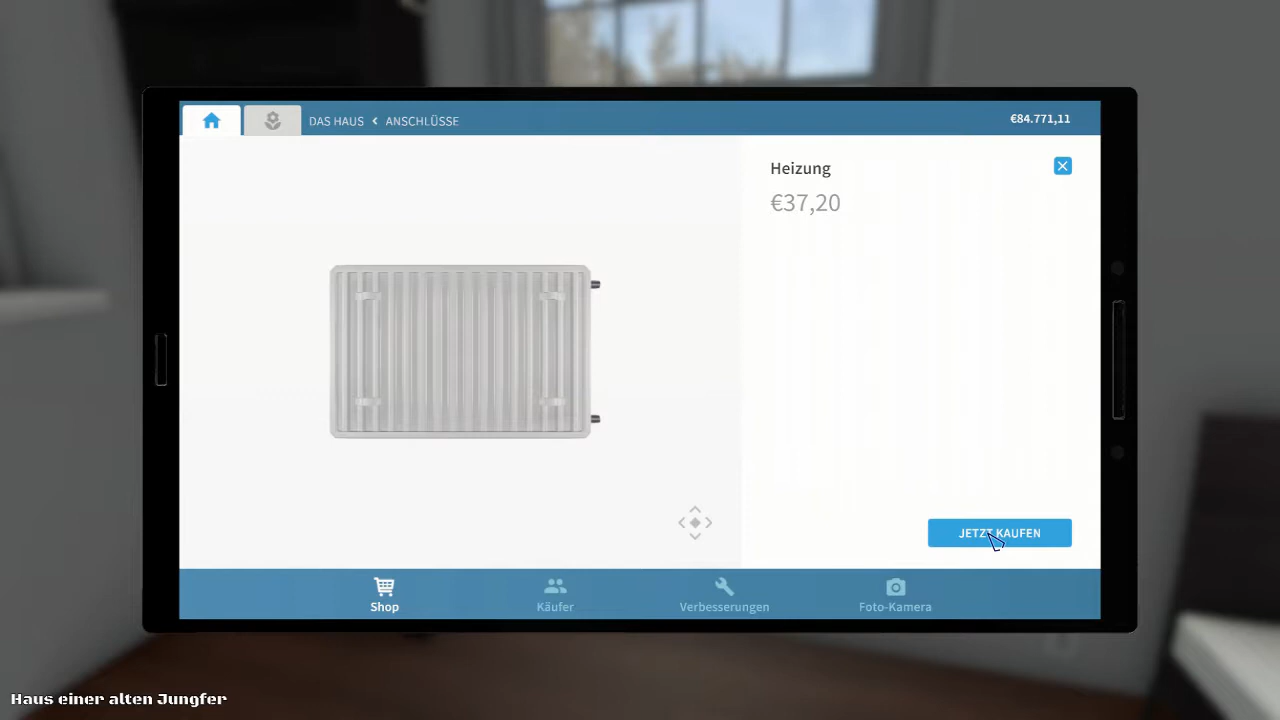 DAS HAUS < ANSCHLÜSSE
€84.771,11
Heizung
€37,20
JETZT KAUFEN
Shop
Käufer
Verbesserungen
Foto-Kamera
Haus einer alten Jungfer